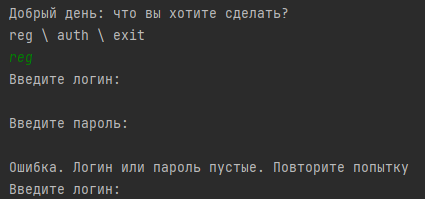 Добрый день: что вы хотите сделать?
reg \ auth \ exit
reg
Введите логин:
Введите пароль:
Ошибка. Логин или пароль пустые. Повторите попытку
Введите логин: